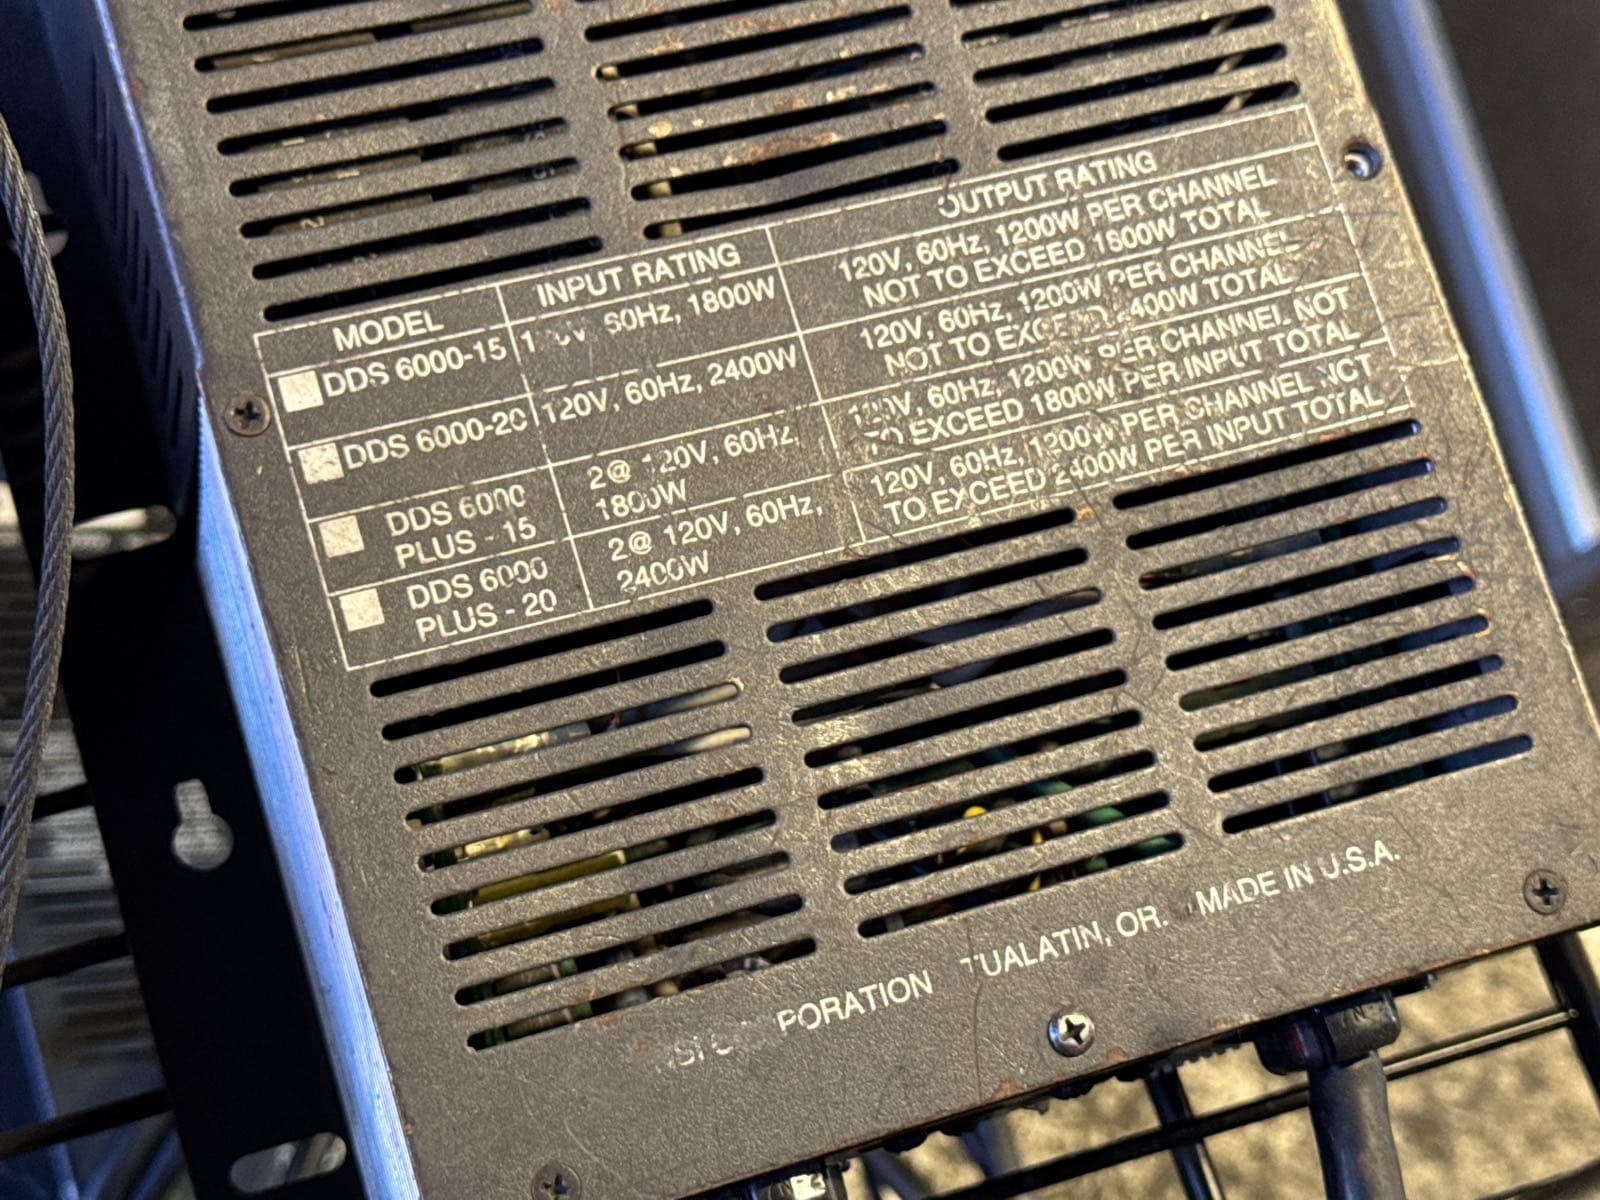 MODEL INPUT RATING OUTPUT RATING
DDS 6000-15 120V, 60Hz, 1800W 120V, 60Hz, 1200W PER CHANNEL
NOT TO EXCEED 1800W TOTAL
DDS 6000-20 120V, 60Hz, 2400W 120V, 60Hz, 1200W PER CHANNEL
NOT TO EXCEED 2400W TOTAL
DDS 6000 2@ 120V, 60Hz, 120V, 60Hz, 1200W PER CHANNEL NOT
PLUS - 15 1800W TO EXCEED 1800W PER INPUT TOTAL
DDS 6000 2@ 120V, 60Hz, 120V, 60Hz, 1200W PER CHANNEL NOT
PLUS - 20 2400W TO EXCEED 2400W PER INPUT TOTAL
PORATION TUALATIN, OR. MADE IN U.S.A.